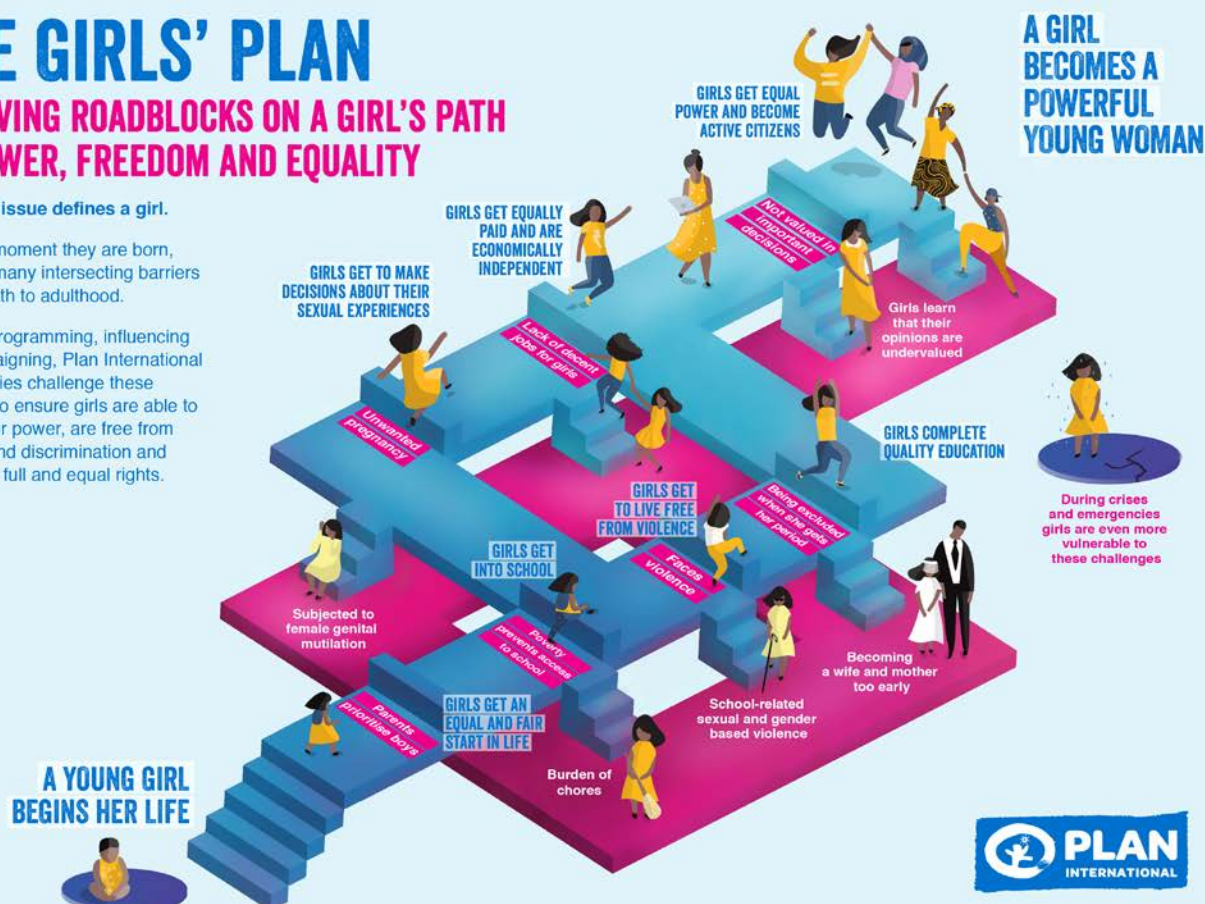 E GIRLS' PLAN
VING ROADBLOCKS ON A GIRL'S PATH
WER, FREEDOM AND EQUALITY
issue defines a girl.
moment they are born,
many intersecting barriers
th to adulthood.
rogramming, influencing
aigning, Plan International
ies challenge these
o ensure girls are able to
r power, are free from
nd discrimination and
full and equal rights.
A GIRL
BECOMES A
POWERFUL
YOUNG WOMAN
GIRLS GET EQUAL
POWER AND BECOME
ACTIVE CITIZENS
GIRLS GET EQUALLY
PAID AND ARE
ECONOMICALLY
INDEPENDENT
GIRLS GET TO MAKE
DECISIONS ABOUT THEIR
SEXUAL EXPERIENCES
Not valued in
important
decisions
Girls learn
that their
opinions are
undervalued
Lack of decent
jobs for girls
Unwanted
pregnancy
GIRLS COMPLETE
QUALITY EDUCATION
During crises
and emergencies
girls are even more
vulnerable to
these challenges
GIRLS GET
TO LIVE FREE
FROM VIOLENCE
Being excluded
when she gets
her period
Faces
violence
GIRLS GET
INTO SCHOOL
Subjected to
female genital
mutilation
Poverty
prevents access
to school
Becoming
a wife and mother
too early
School-related
sexual and gender
based violence
Parents
prioritise boys
GIRLS GET AN
EQUAL AND FAIR
START IN LIFE
Burden of
chores
A YOUNG GIRL
BEGINS HER LIFE
PLAN
INTERNATIONAL